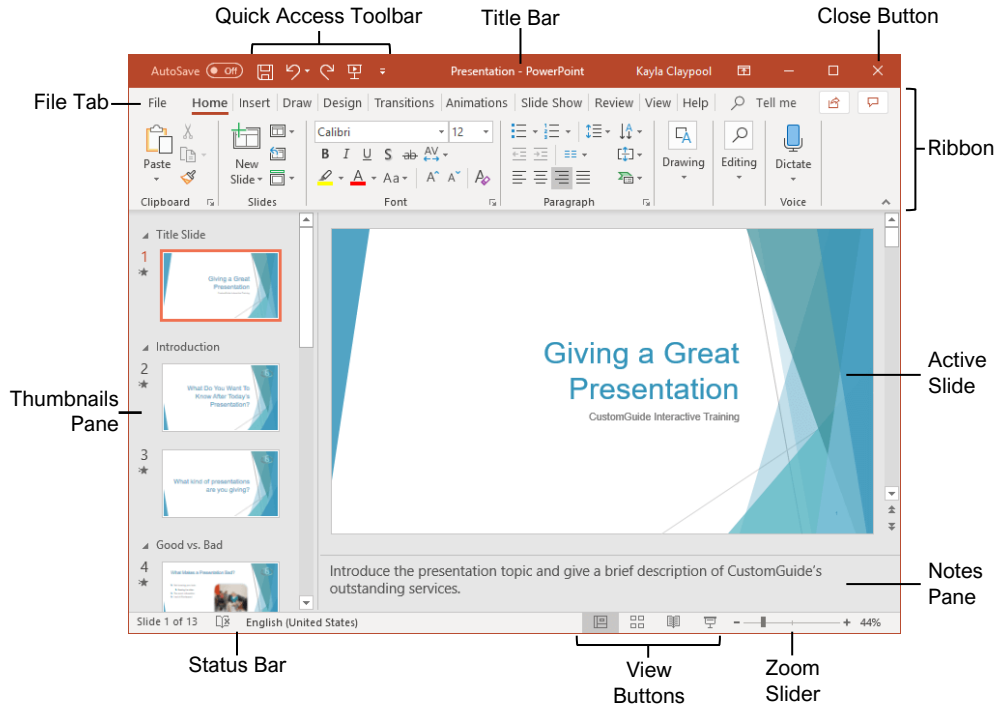 Quick Access Toolbar
Title Bar
Close Button
AutoSave Off
Presentation - PowerPoint
Kayla Claypool
File Tab
File Home Insert Draw Design Transitions Animations Slide Show Review View Help Tell me
Ribbon
Calibri 12
Paste
New
Slide
B I U S ab AV
A Aa A A A
Drawing
Editing
Dictate
Clipboard Slides Font Paragraph Voice
Title Slide
1
Giving a Great
Presentation
Introduction
2
What Do You Want To
Know After Today's
Presentation?
3
What kind of presentations
are you giving?
Good vs. Bad
4
What Makes a Presentation Bad?
Thumbnails
Pane
Giving a Great
Presentation
CustomGuide Interactive Training
Active
Slide
Introduce the presentation topic and give a brief description of CustomGuide's
outstanding services.
Notes
Pane
Slide 1 of 13 English (United States) - + 44%
Status Bar
View
Buttons
Zoom
Slider